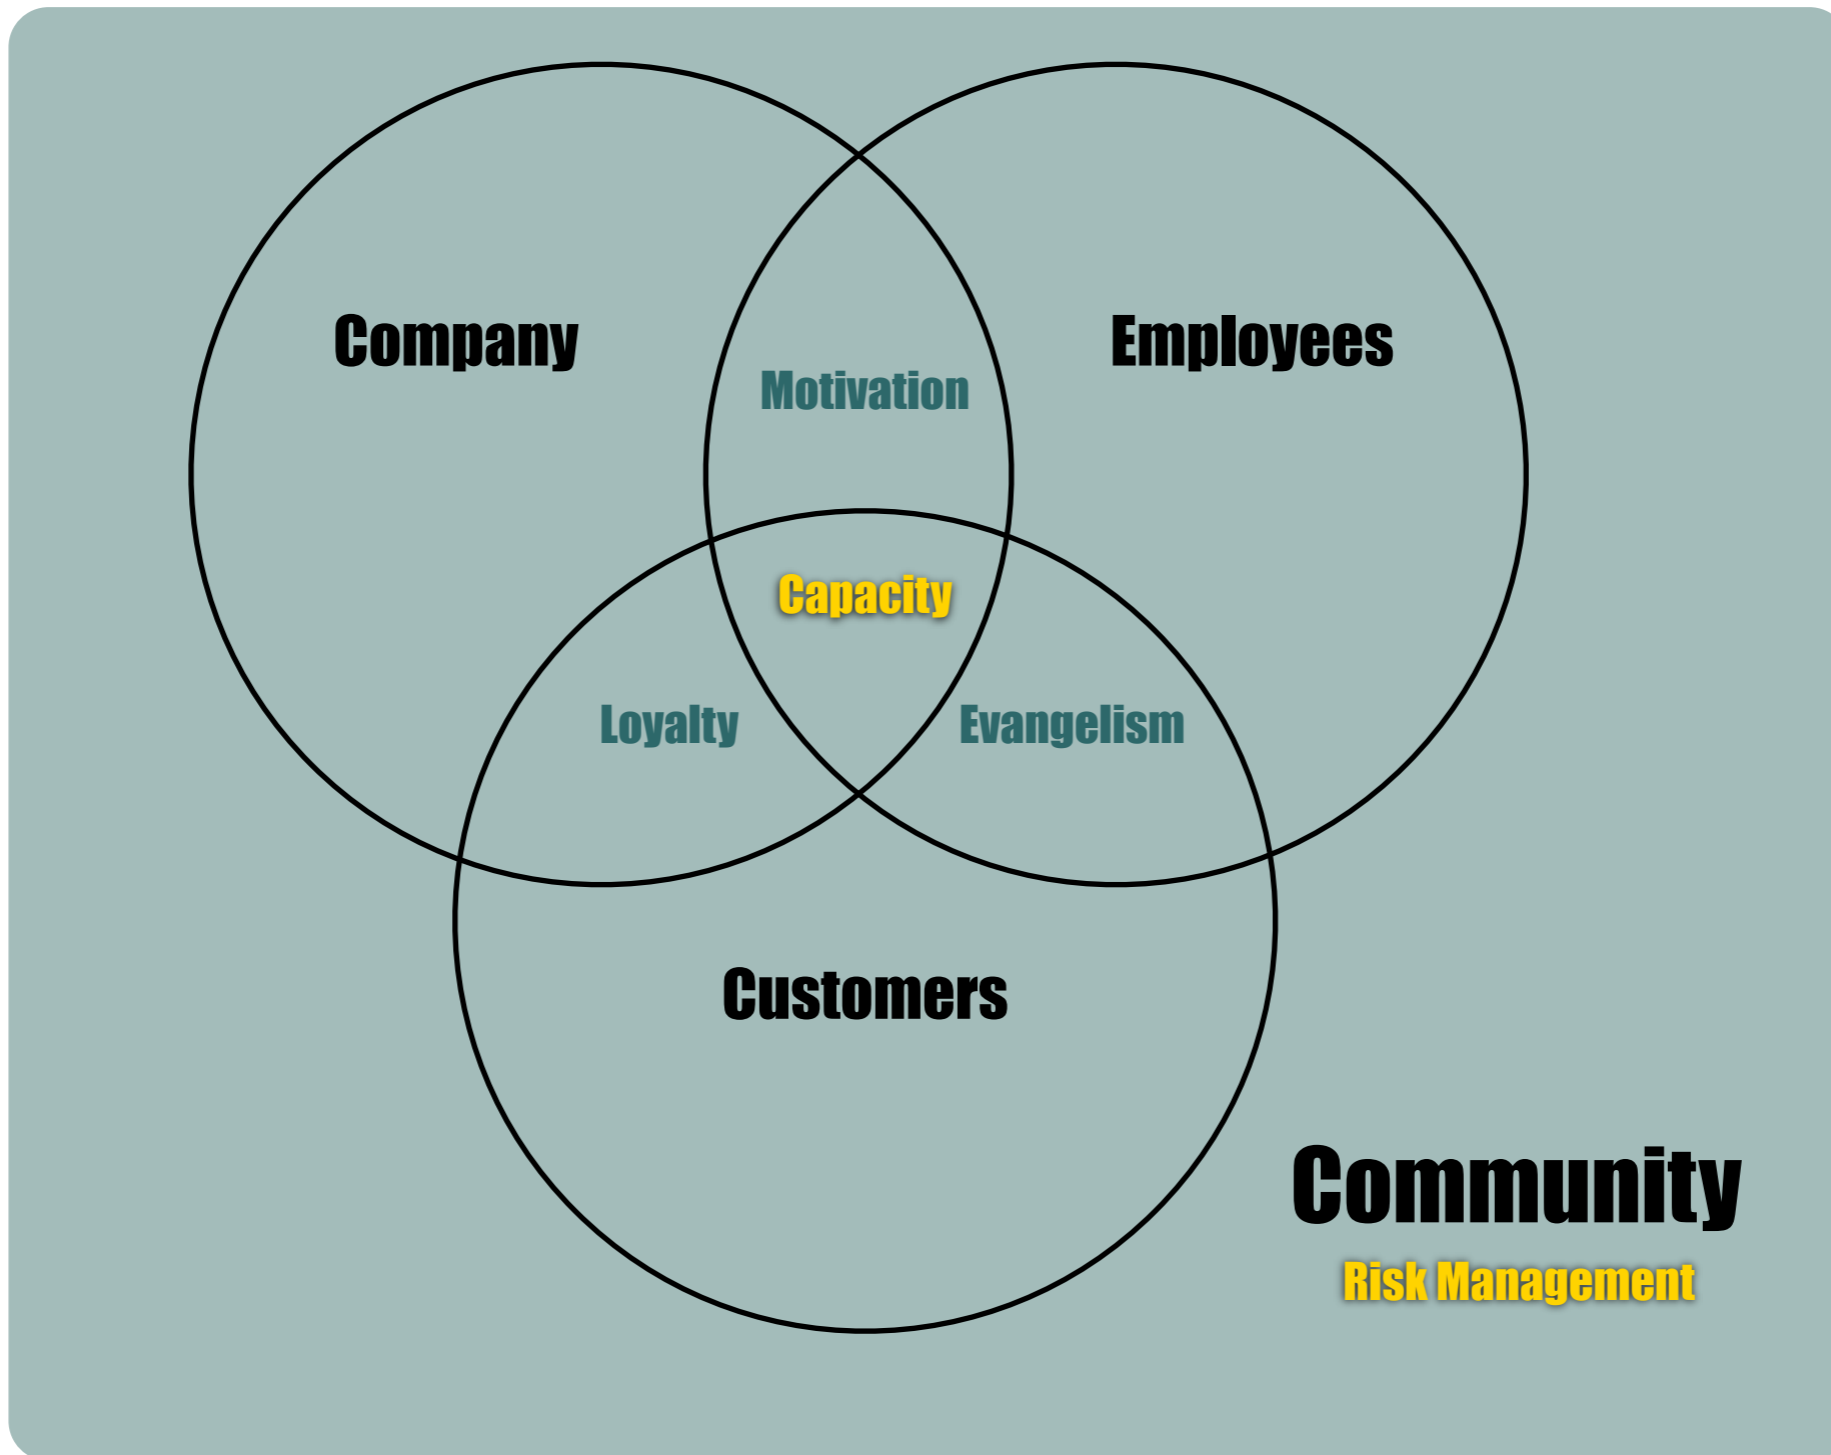 Company
Employees
Motivation
Capacity
Loyalty
Evangelism
Customers
Community
Risk Management